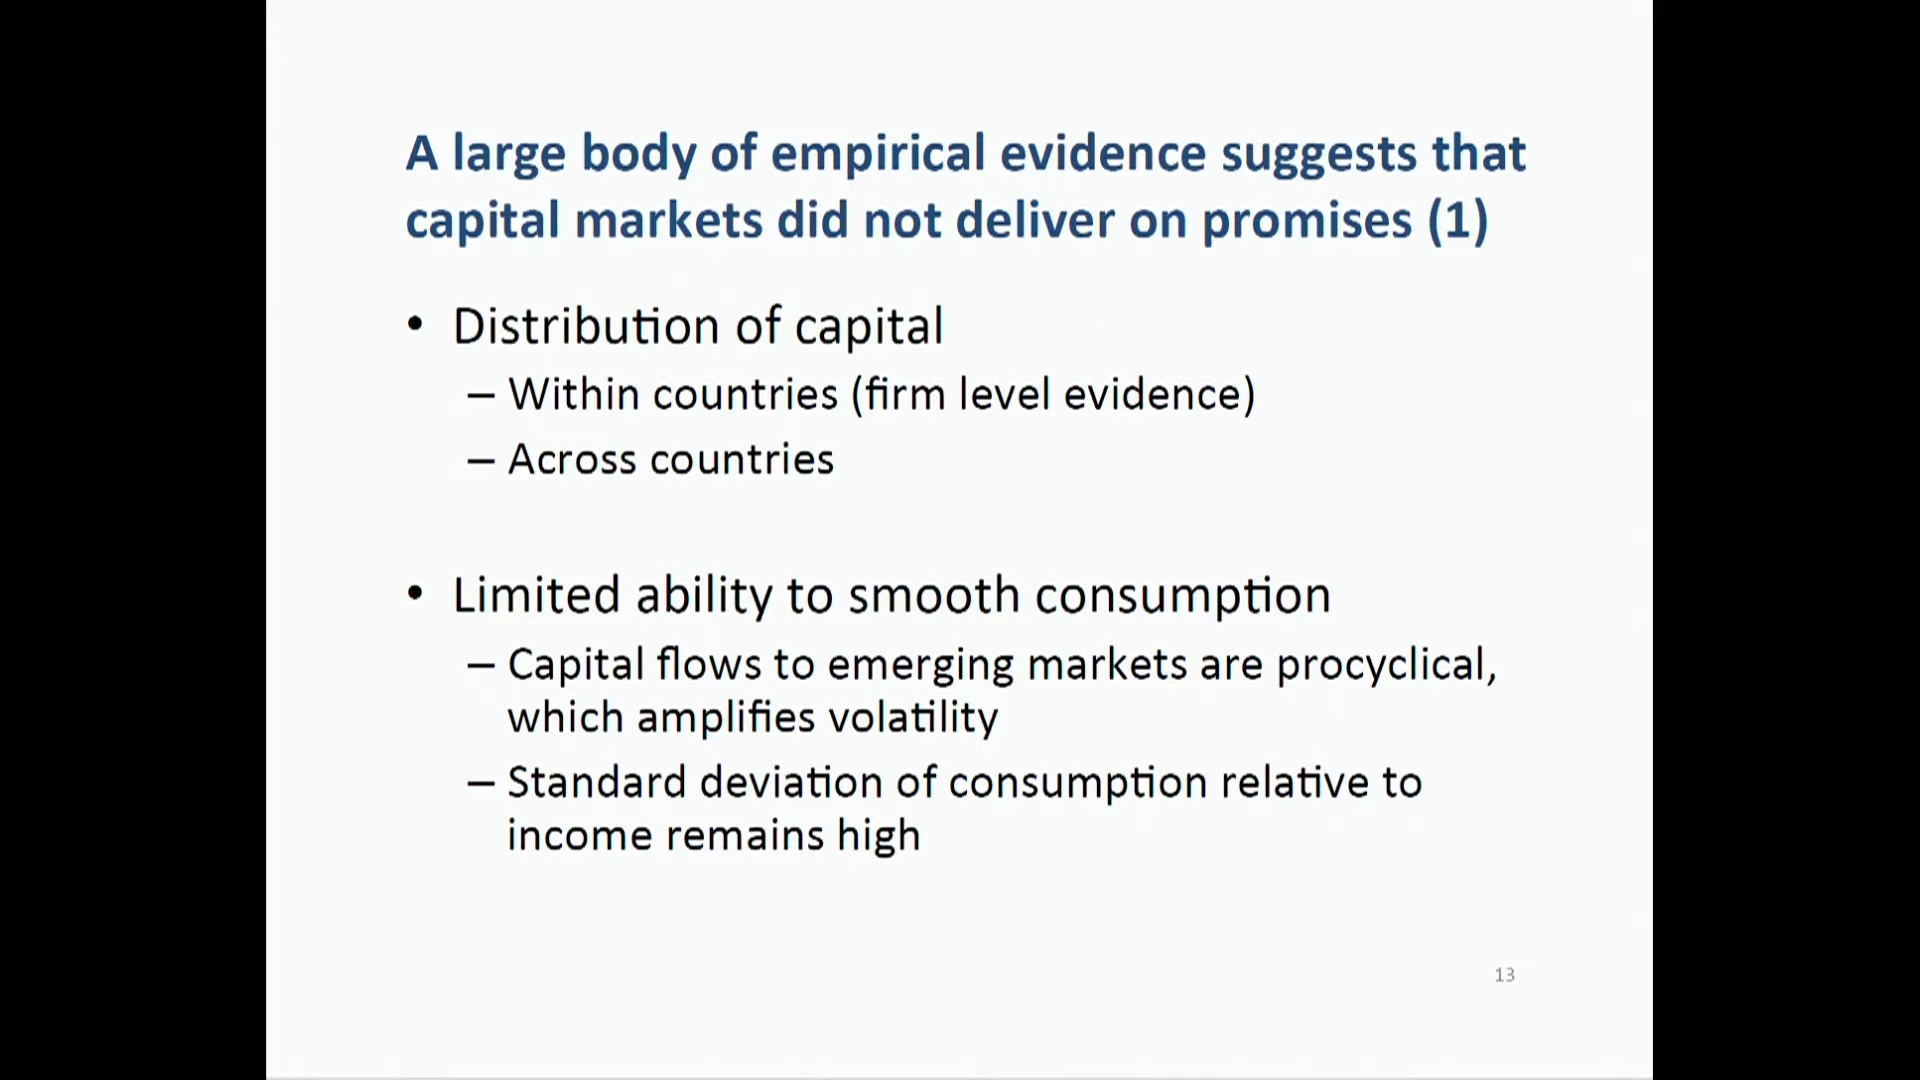 A large body of empirical evidence suggests that
capital markets did not deliver on promises (1)
• Distribution of capital
– Within countries (firm level evidence)
– Across countries
• Limited ability to smooth consumption
– Capital flows to emerging markets are procyclical,
which amplifies volatility
– Standard deviation of consumption relative to
income remains high
13